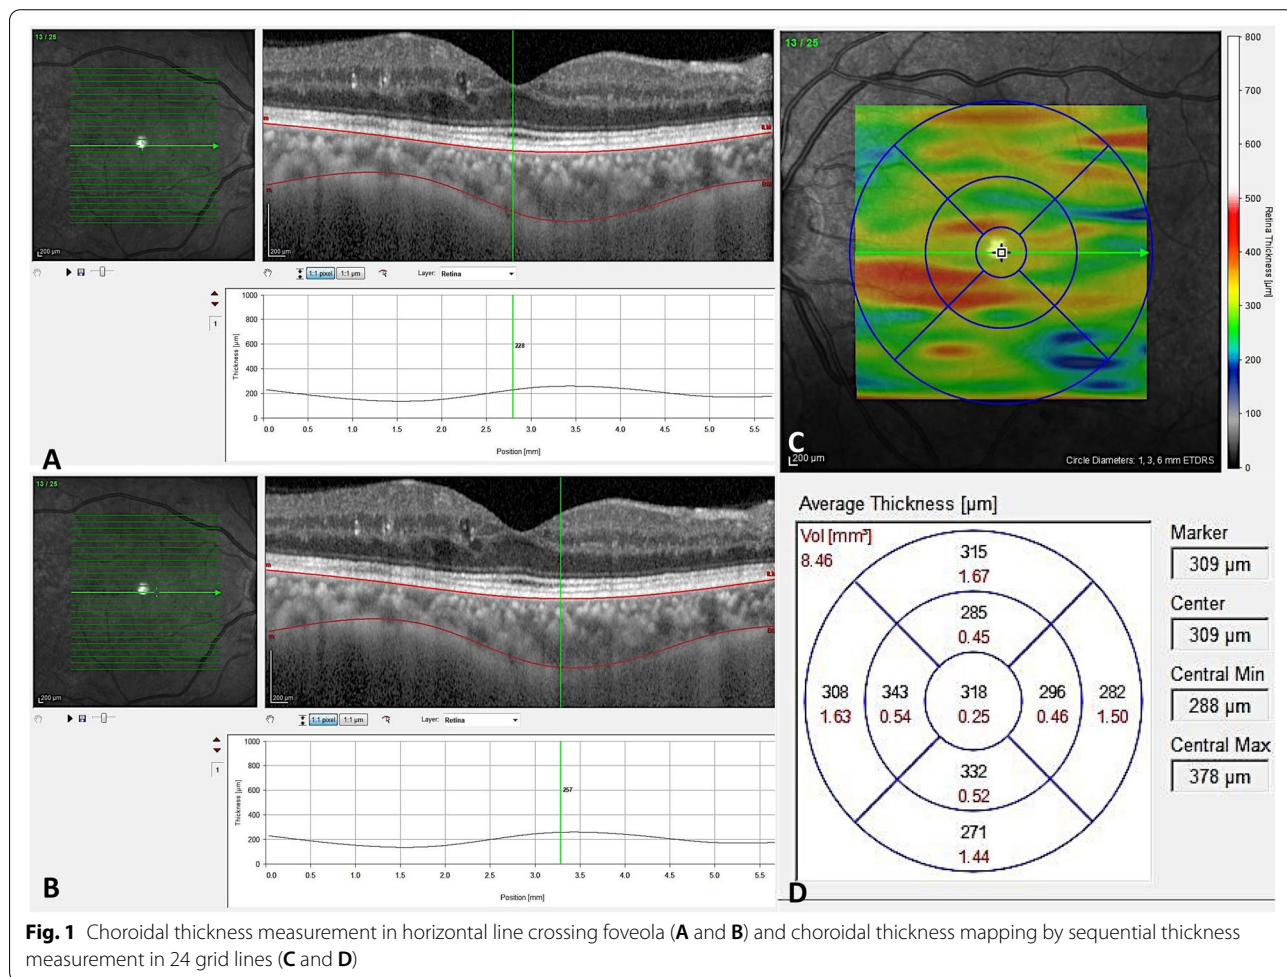 13 / 25
200 µm
200 µm
1:1 pixel
1:1 µm
Layer:
Retina
1
Thickness [µm]
1000
800
600
400
200
0
228
0.0 0.5 1.0 1.5 2.0 2.5 3.0 3.5 4.0 4.5 5.0 5.5
Position [mm]
A
13 / 25
200 µm
Circle Diameters: 1, 3, 6 mm ETDRS
800
700
600
500
400
300
200
100
0
Retina Thickness [µm]
C
200 µm
200 µm
1:1 pixel
1:1 µm
Layer:
Retina
1
Thickness [µm]
1000
800
600
400
200
0
257
0.0 0.5 1.0 1.5 2.0 2.5 3.0 3.5 4.0 4.5 5.0 5.5
Position [mm]
B
Average Thickness [µm]
Vol [mm³]
8.46
315
1.67
285
0.45
308 343 318 296 282
1.63 0.54 0.25 0.46 1.50
332
0.52
271
1.44
Marker
309 µm
Center
309 µm
Central Min
288 µm
Central Max
378 µm
D
Fig. 1 Choroidal thickness measurement in horizontal line crossing foveola (A and B) and choroidal thickness mapping by sequential thickness
measurement in 24 grid lines (C and D)